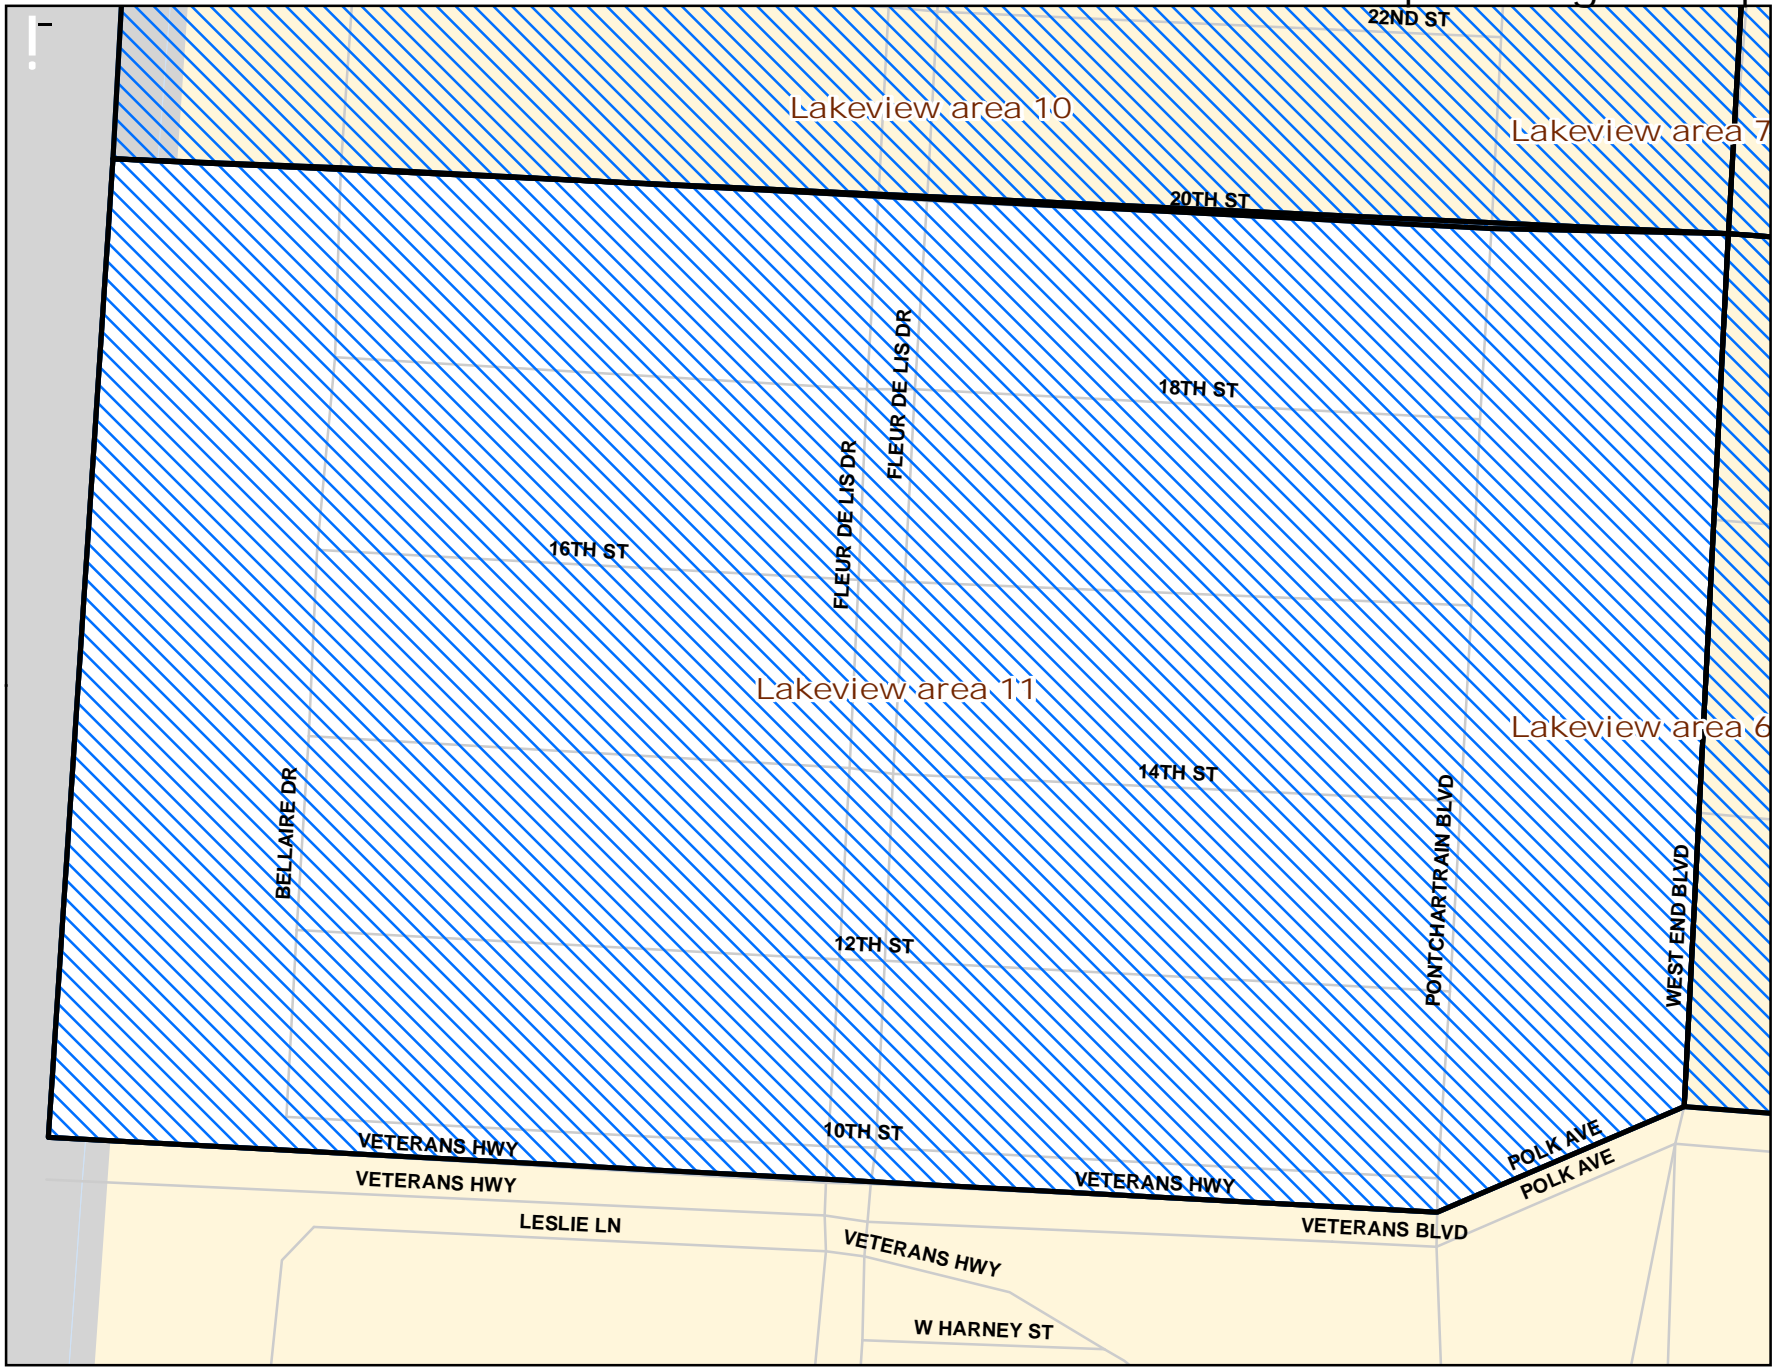 22ND ST
Lakeview area 10
Lakeview area 7
20TH ST
FLEUR DE LIS DR
18TH ST
FLEUR DE LIS DR
16TH ST
Lakeview area 11
Lakeview area 6
BELLAIRE DR
14TH ST
PONTCHARTRAIN BLVD
WEST END BLVD
12TH ST
10TH ST
VETERANS HWY
POLK AVE
POLK AVE
VETERANS HWY
VETERANS HWY
LESLIE LN
VETERANS BLVD
VETERANS HWY
W HARNEY ST